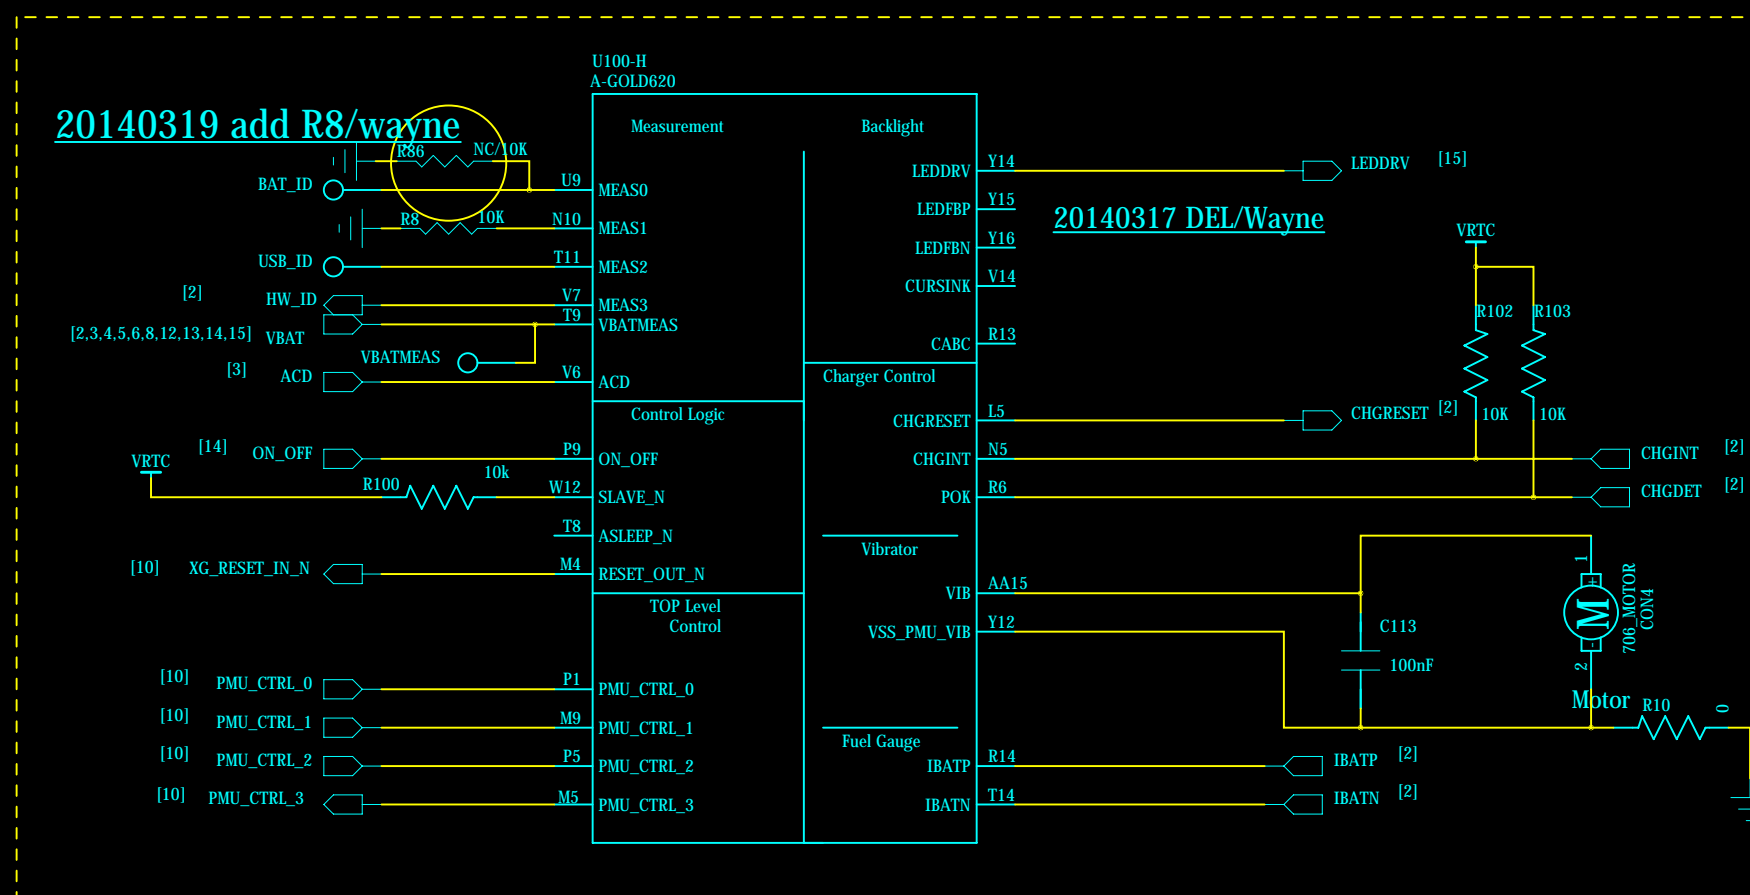 U100-H
A-GOLD620
20140319 add R8/wayne
Measurement
Backlight
R86 NC/10K
BAT_ID U9 MEAS0
R8 10K N10 MEAS1
USB_ID T11 MEAS2
[2] HW_ID V7 MEAS3
[2,3,4,5,6,8,12,13,14,15] VBAT T9 VBATMEAS
VBATMEAS
[3] ACD V6 ACD
LEDDRV Y14 LEDDRV [15]
LEDFBP Y15
20140317 DEL/Wayne
LEDFBN Y16
CURSINK V14
CABC R13
VRTC
R102 R103
10K 10K
Control Logic
Charger Control
[14] ON_OFF P9 ON_OFF
VRTC
R100 10k W12 SLAVE_N
T8 ASLEEP_N
[10] XG_RESET_IN_N M4 RESET_OUT_N
CHGRESET L5 CHGRESET [2]
CHGINT N5 CHGINT [2]
POK R6 CHGDET [2]
Vibrator
VIB AA15
VSS_PMU_VIB Y12
C113
100nF
1
M
+
-
2
706_MOTOR
CON4
Motor
R10 0
TOP Level
Control
[10] PMU_CTRL_0 P1 PMU_CTRL_0
[10] PMU_CTRL_1 M9 PMU_CTRL_1
[10] PMU_CTRL_2 P5 PMU_CTRL_2
[10] PMU_CTRL_3 M5 PMU_CTRL_3
Fuel Gauge
IBATP R14 IBATP [2]
IBATN T14 IBATN [2]